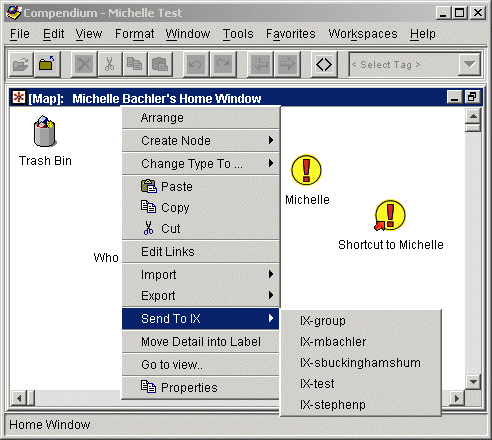 Compendium - Michelle Test
File Edit View Format Window Tools Favorites Workspaces Help
< Select Tag >
[Map]: Michelle Bachler's Home Window
Trash Bin
Who
Michelle
Shortcut to Michelle
Arrange
Create Node
Change Type To ...
Paste
Copy
Cut
Edit Links
Import
Export
Send To IX
Move Detail into Label
Go to view..
Properties
IX-group
IX-mbachler
IX-sbuckinghamshum
IX-test
IX-stephenp
Home Window